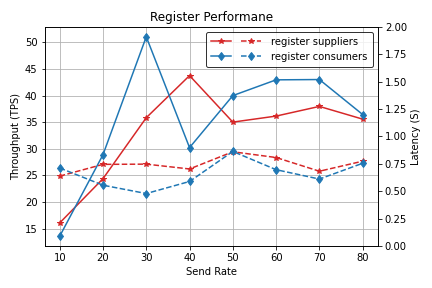 Register Performane
register suppliers
register consumers
Throughput (TPS)
50
45
40
35
30
25
20
15
2.00
1.75
1.50
1.25
1.00
0.75
0.50
0.25
0.00
Latency (S)
10 20 30 40 50 60 70 80
Send Rate